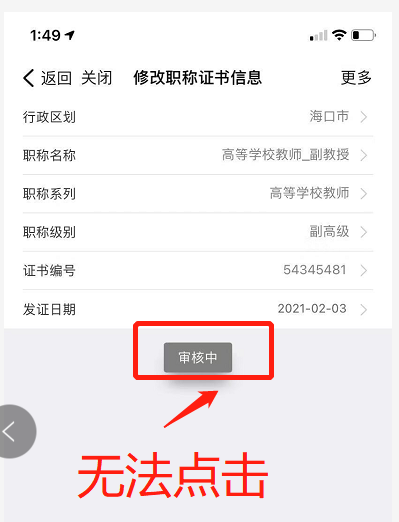 1:49
返回 关闭 修改职称证书信息 更多
行政区划 海口市
职称名称 高等学校教师_副教授
职称系列 高等学校教师
职称级别 副高级
证书编号 54345481
发证日期 2021-02-03
审核中
无法点击